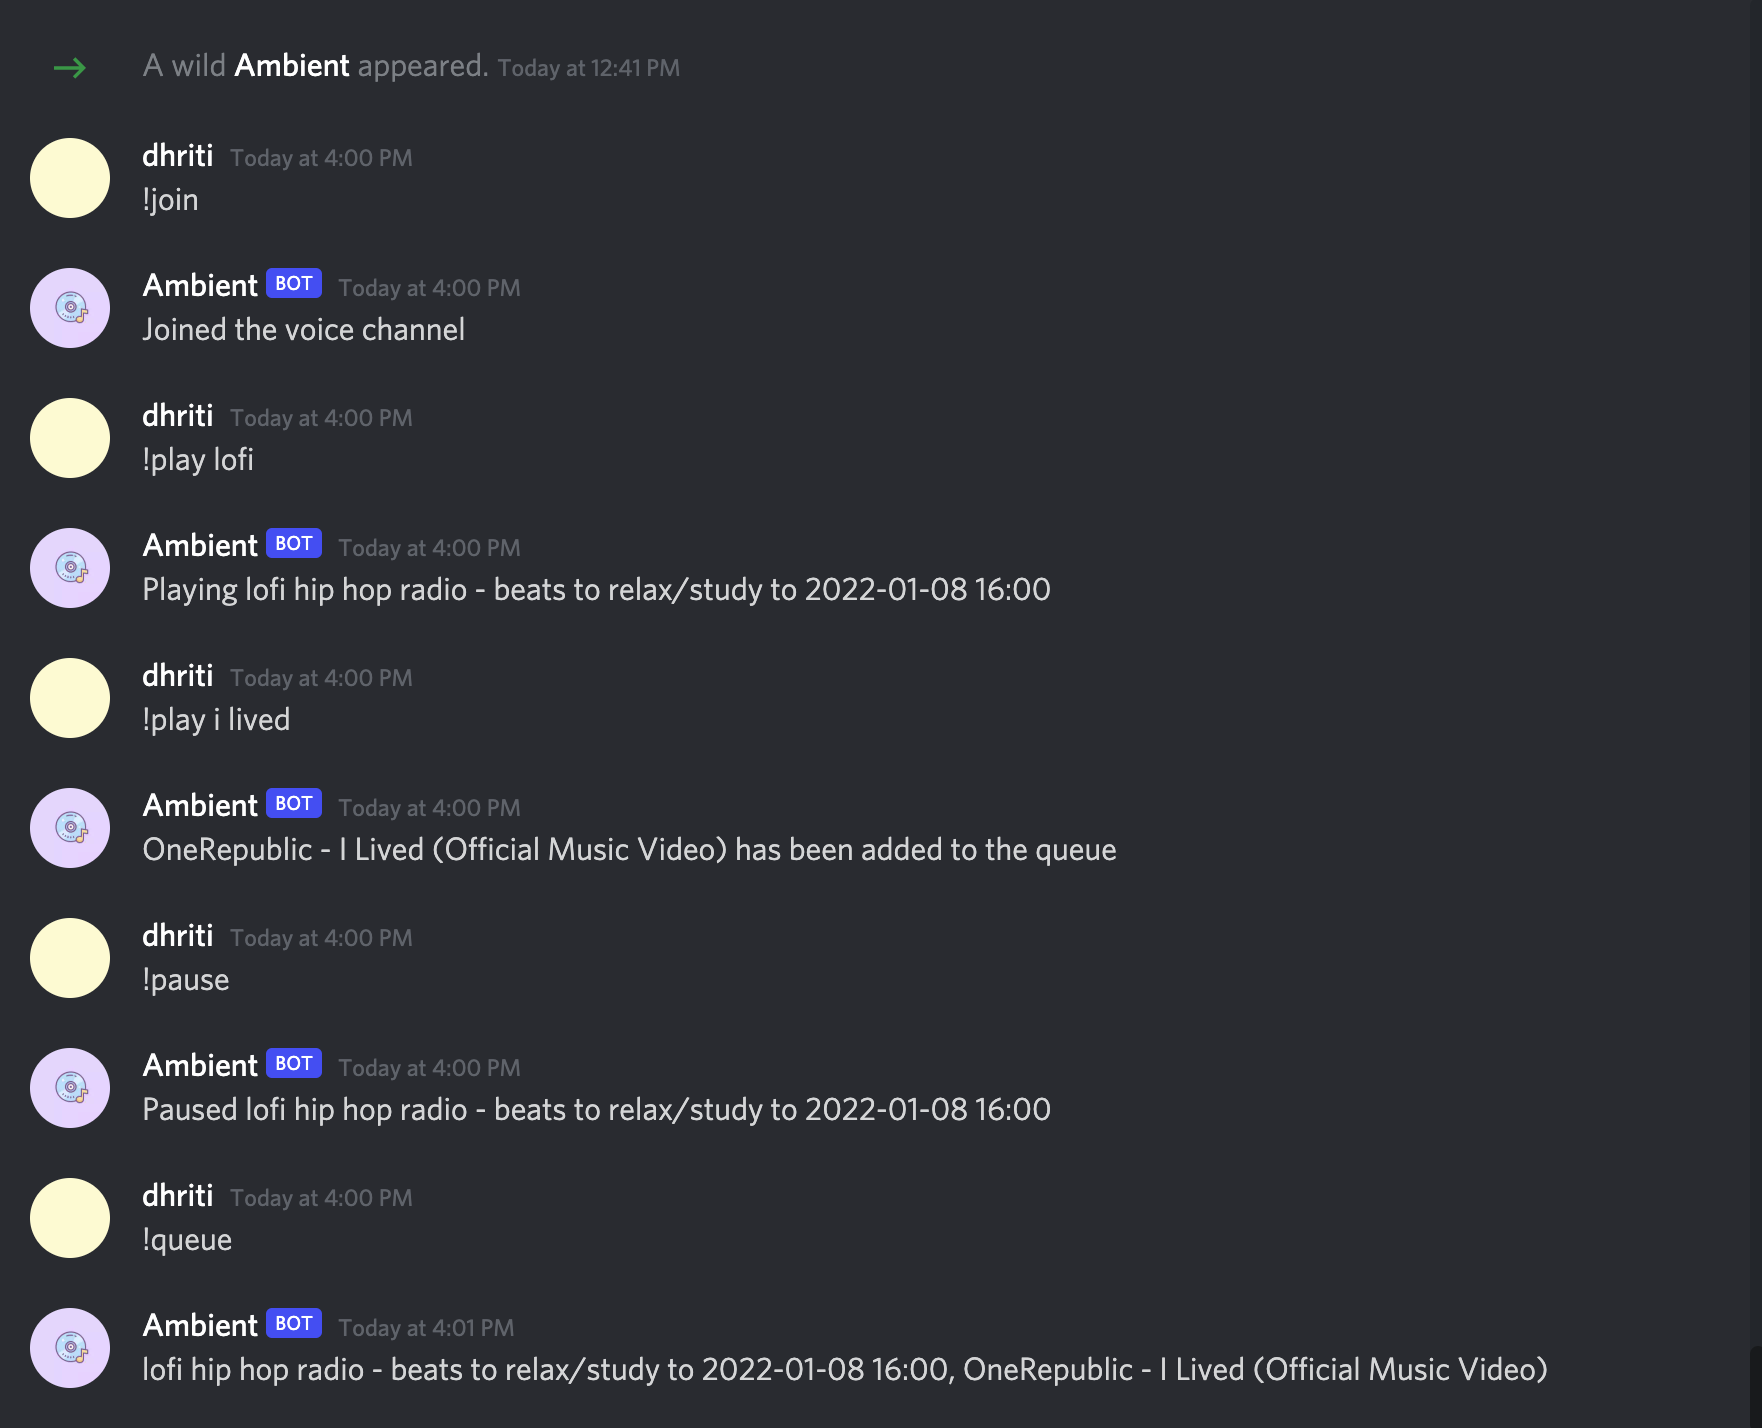 A wild Ambient appeared. Today at 12:41 PM
dhriti Today at 4:00 PM
!join
Ambient BOT Today at 4:00 PM
Joined the voice channel
dhriti Today at 4:00 PM
!play lofi
Ambient BOT Today at 4:00 PM
Playing lofi hip hop radio - beats to relax/study to 2022-01-08 16:00
dhriti Today at 4:00 PM
!play i lived
Ambient BOT Today at 4:00 PM
OneRepublic - I Lived (Official Music Video) has been added to the queue
dhriti Today at 4:00 PM
!pause
Ambient BOT Today at 4:00 PM
Paused lofi hip hop radio - beats to relax/study to 2022-01-08 16:00
dhriti Today at 4:00 PM
!queue
Ambient BOT Today at 4:01 PM
lofi hip hop radio - beats to relax/study to 2022-01-08 16:00, OneRepublic - I Lived (Official Music Video)